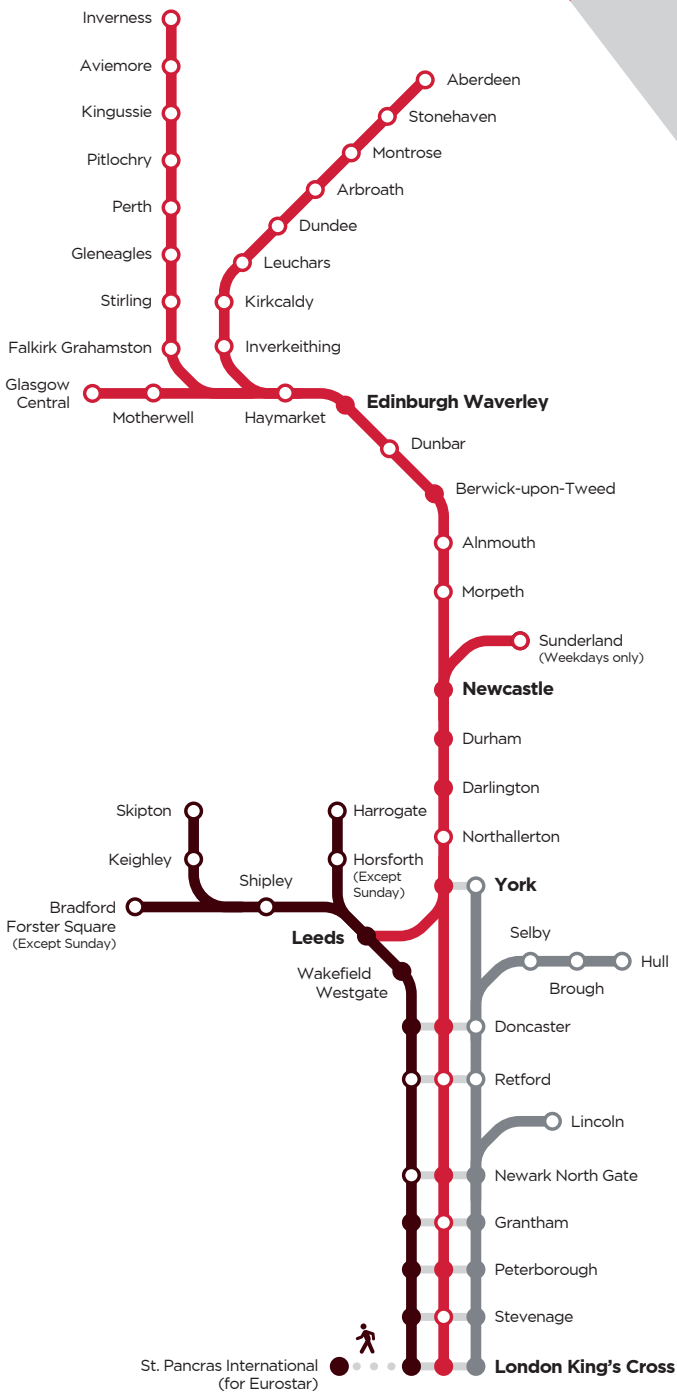 Inverness
Aviemore
Kingussie
Pitlochry
Perth
Gleneagles
Stirling
Falkirk Grahamston
Glasgow
Central
Motherwell
Haymarket
Aberdeen
Stonehaven
Montrose
Arbroath
Dundee
Leuchars
Kirkcaldy
Inverkeithing
Edinburgh Waverley
Dunbar
Berwick-upon-Tweed
Alnmouth
Morpeth
Sunderland
(Weekdays only)
Newcastle
Durham
Darlington
Northallerton
York
Skipton
Keighley
Shipley
Bradford
Forster Square
(Except Sunday)
Harrogate
Horsforth
(Except
Sunday)
Leeds
Wakefield
Westgate
Selby
Brough
Hull
Doncaster
Retford
Lincoln
Newark North Gate
Grantham
Peterborough
Stevenage
St. Pancras International
(for Eurostar)
London King's Cross